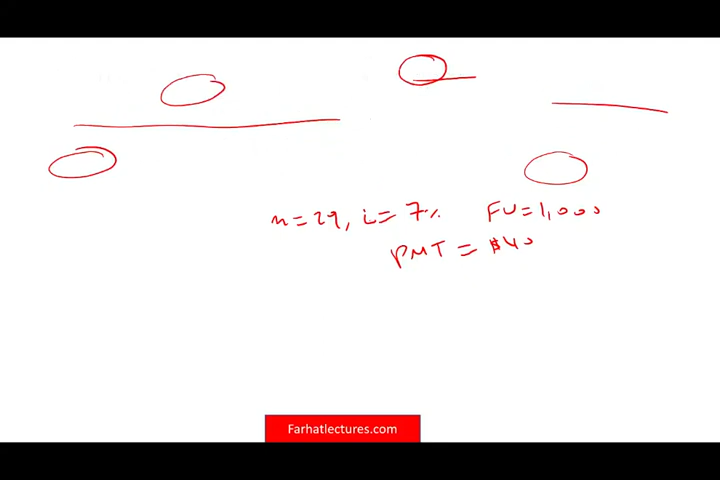 n = 29, i = 7% FV = 1,000
PMT = $40
Farhatlectures.com